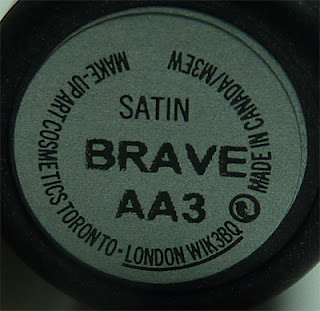 MAKE-UP ART COSMETICS TORONTO - LONDON W1K3BQ
MADE IN CANADA/M3EW
SATIN
BRAVE
AA3